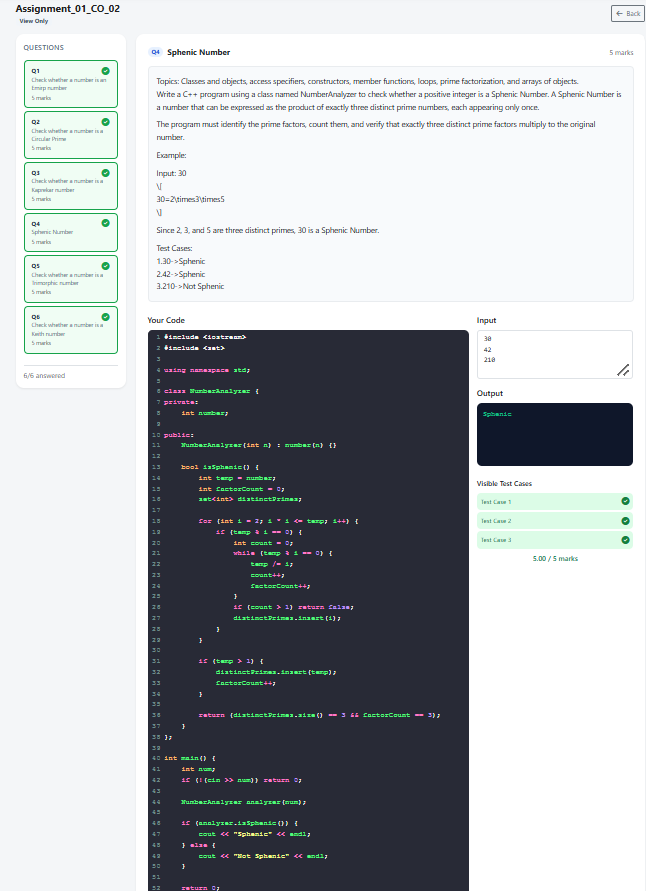 Assignment_01_CO_02
View Only
← Back
QUESTIONS
Q1
Check whether a number is an
Emirp number
5 marks
Q2
Check whether a number is a
Circular Prime
5 marks
Q3
Check whether a number is a
Kaprekar number
5 marks
Q4
Sphenic Number
5 marks
Q5
Check whether a number is a
Trimorphic number
5 marks
Q6
Check whether a number is a
Keith number
5 marks
6/6 answered
Q4 Sphenic Number
5 marks
Topics: Classes and objects, access specifiers, constructors, member functions, loops, prime factorization, and arrays of objects.
Write a C++ program using a class named NumberAnalyzer to check whether a positive integer is a Sphenic Number. A Sphenic Number is
a number that can be expressed as the product of exactly three distinct prime numbers, each appearing only once.
The program must identify the prime factors, count them, and verify that exactly three distinct prime factors multiply to the original
number.
Example:
Input: 30
\[
30=2\times3\times5
\]
Since 2, 3, and 5 are three distinct primes, 30 is a Sphenic Number.
Test Cases:
1.30->Sphenic
2.42->Sphenic
3.210->Not Sphenic
Your Code
1 #include <iostream>
2 #include <set>
3
4 using namespace std;
5
6 class NumberAnalyzer {
7 private:
8     int number;
9
10 public:
11     NumberAnalyzer(int n) : number(n) {}
12
13     bool isSphenic() {
14         int temp = number;
15         int factorCount = 0;
16         set<int> distinctPrimes;
17
18         for (int i = 2; i * i <= temp; i++) {
19             if (temp % i == 0) {
20                 int count = 0;
21                 while (temp % i == 0) {
22                     temp /= i;
23                     count++;
24                     factorCount++;
25                 }
26                 if (count > 1) return false;
27                 distinctPrimes.insert(i);
28             }
29         }
30
31         if (temp > 1) {
32             distinctPrimes.insert(temp);
33             factorCount++;
34         }
35
36         return (distinctPrimes.size() == 3 && factorCount == 3);
37     }
38 };
39
40 int main() {
41     int num;
42     if (!(cin >> num)) return 0;
43
44     NumberAnalyzer analyzer(num);
45
46     if (analyzer.isSphenic()) {
47         cout << "Sphenic" << endl;
48     } else {
49         cout << "Not Sphenic" << endl;
50     }
51
52     return 0;
Input
30
42
210
Output
Sphenic
Visible Test Cases
Test Case 1
Test Case 2
Test Case 3
5.00 / 5 marks